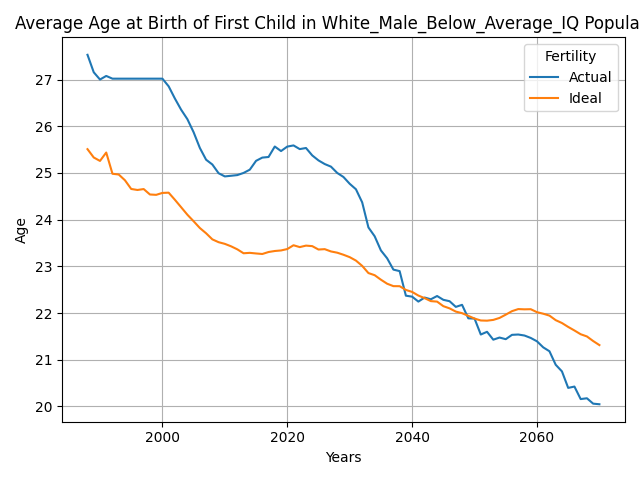 Average Age at Birth of First Child in White_Male_Below_Average_IQ Popula
Fertility
Actual
Ideal
27
26
25
24
23
22
21
20
Age
2000 2020 2040 2060
Years